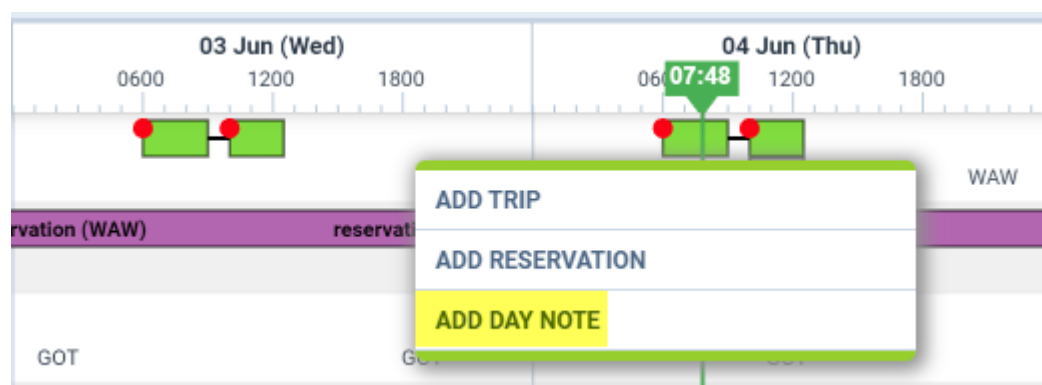 03 Jun (Wed) 04 Jun (Thu)
0600 1200 1800 07:48 1200 1800
WAW
ADD TRIP
rvation (WAW) reservati
ADD RESERVATION
ADD DAY NOTE
GOT